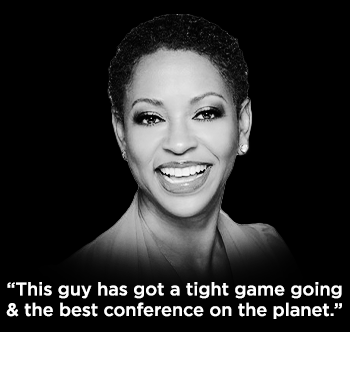 “This guy has got a tight game going
& the best conference on the planet.”